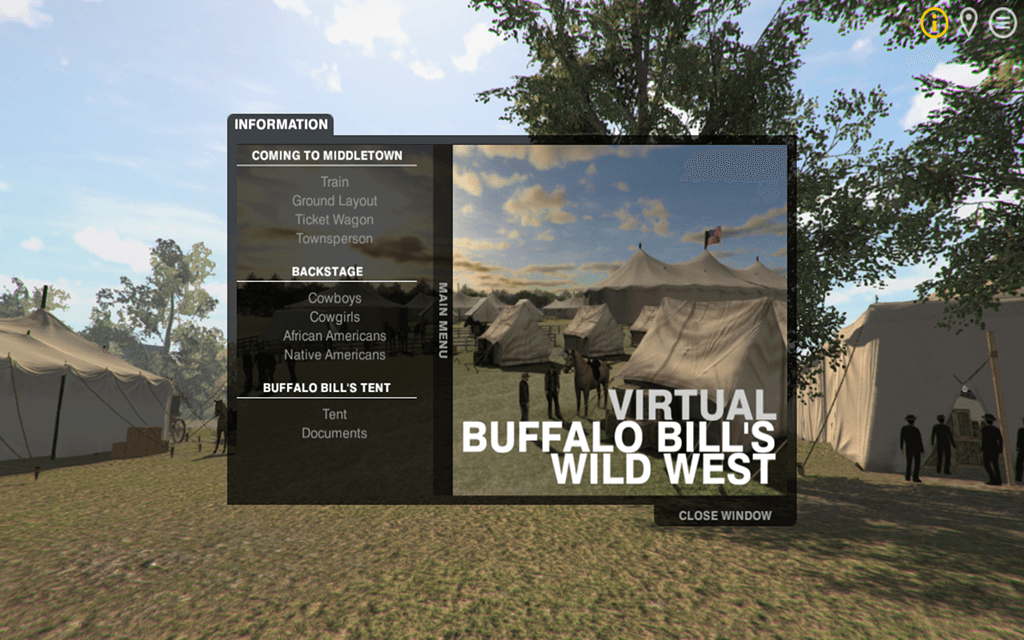 INFORMATION
COMING TO MIDDLETOWN
Train
Ground Layout
Ticket Wagon
Townsperson
BACKSTAGE
Cowboys
Cowgirls
African Americans
Native Americans
BUFFALO BILL'S TENT
Tent
Documents
MAIN MENU
VIRTUAL
BUFFALO BILL'S
WILD WEST
CLOSE WINDOW